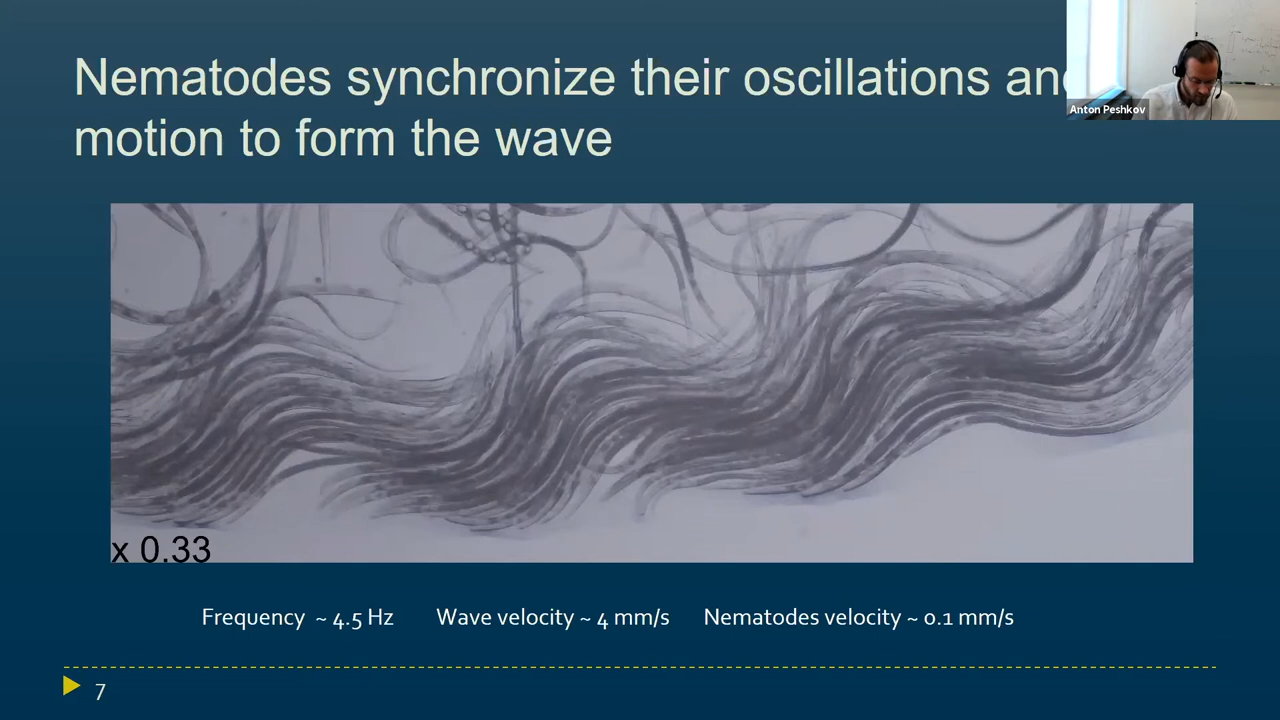 Nematodes synchronize their oscillations and
motion to form the wave
Anton Peshkov
x 0.33
Frequency ~ 4.5 Hz Wave velocity ~ 4 mm/s Nematodes velocity ~ 0.1 mm/s
7